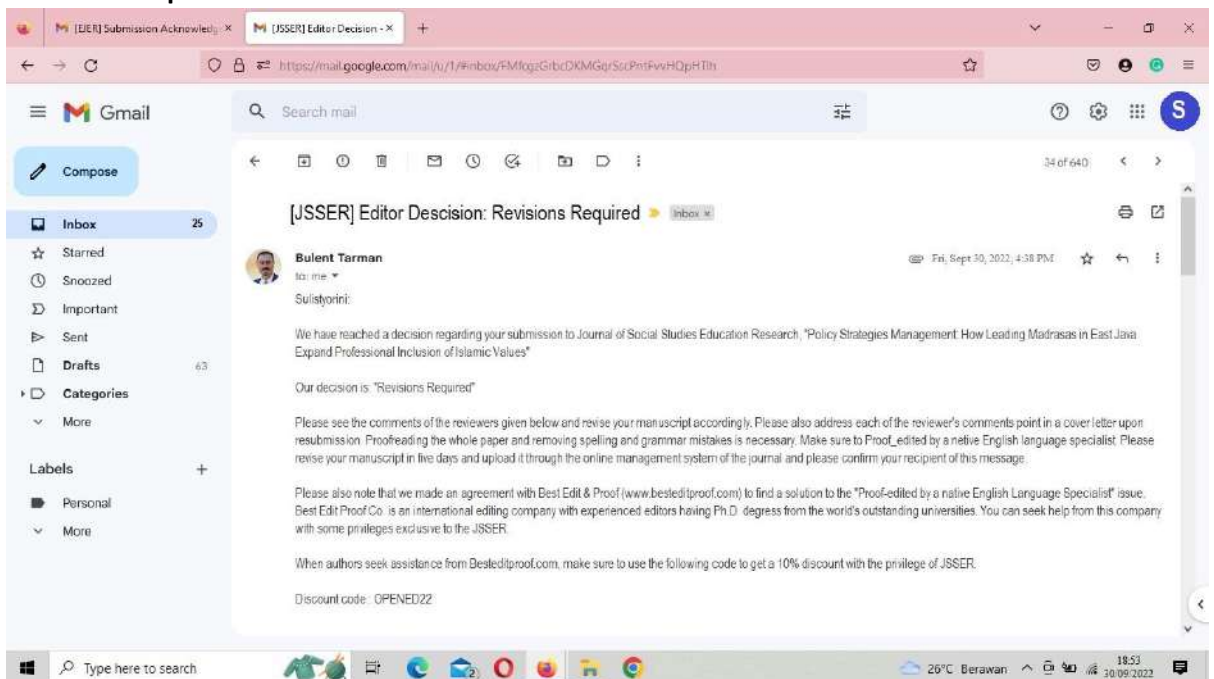 [EJER] Submission Acknowledg
[JSSER] Editor Decision -
https://mail.google.com/mail/u/1/#inbox/
Gmail
Search mail
S
Compose
34 of 640
Inbox 25
Starred
Snoozed
Important
Sent
Drafts 63
Categories
More
Labels
Personal
More
[JSSER] Editor Descision: Revisions Required Inbox ×
Bulent Tarman
Fri, Sept 30, 2022, 4:38 PM
to: me
Sulistyorini:
We have reached a decision regarding your submission to Journal of Social Studies Education Research, "Policy Strategies Management: How Leading Madrasas in East Java
Expand Professional Inclusion of Islamic Values"
Our decision is: "Revisions Required"
Please see the comments of the reviewers given below and revise your manuscript accordingly. Please also address each of the reviewer's comments point in a cover letter upon
resubmission. Proofreading the whole paper and removing spelling and grammar mistakes is necessary. Make sure to Proof_edited by a netive English language specialist. Please
revise your manuscript in five days and upload it through the online management system of the journal and please confirm your recipient of this message.
Please also note that we made an agreement with Best Edit & Proof (www.besteditproof.com) to find a solution to the "Proof-edited by a native English Language Specialist" issue.
Best Edit Proof Co. is an international editing company with experienced editors having Ph.D. degress from the world's outstanding universities. You can seek help from this company
with some privileges exclusive to the JSSER.
When authors seek assistance from Besteditproof.com, make sure to use the following code to get a 10% discount with the privilege of JSSER.
Discount code : OPENED22
Type here to search
26°C Berawan
18:53
30/09/2022